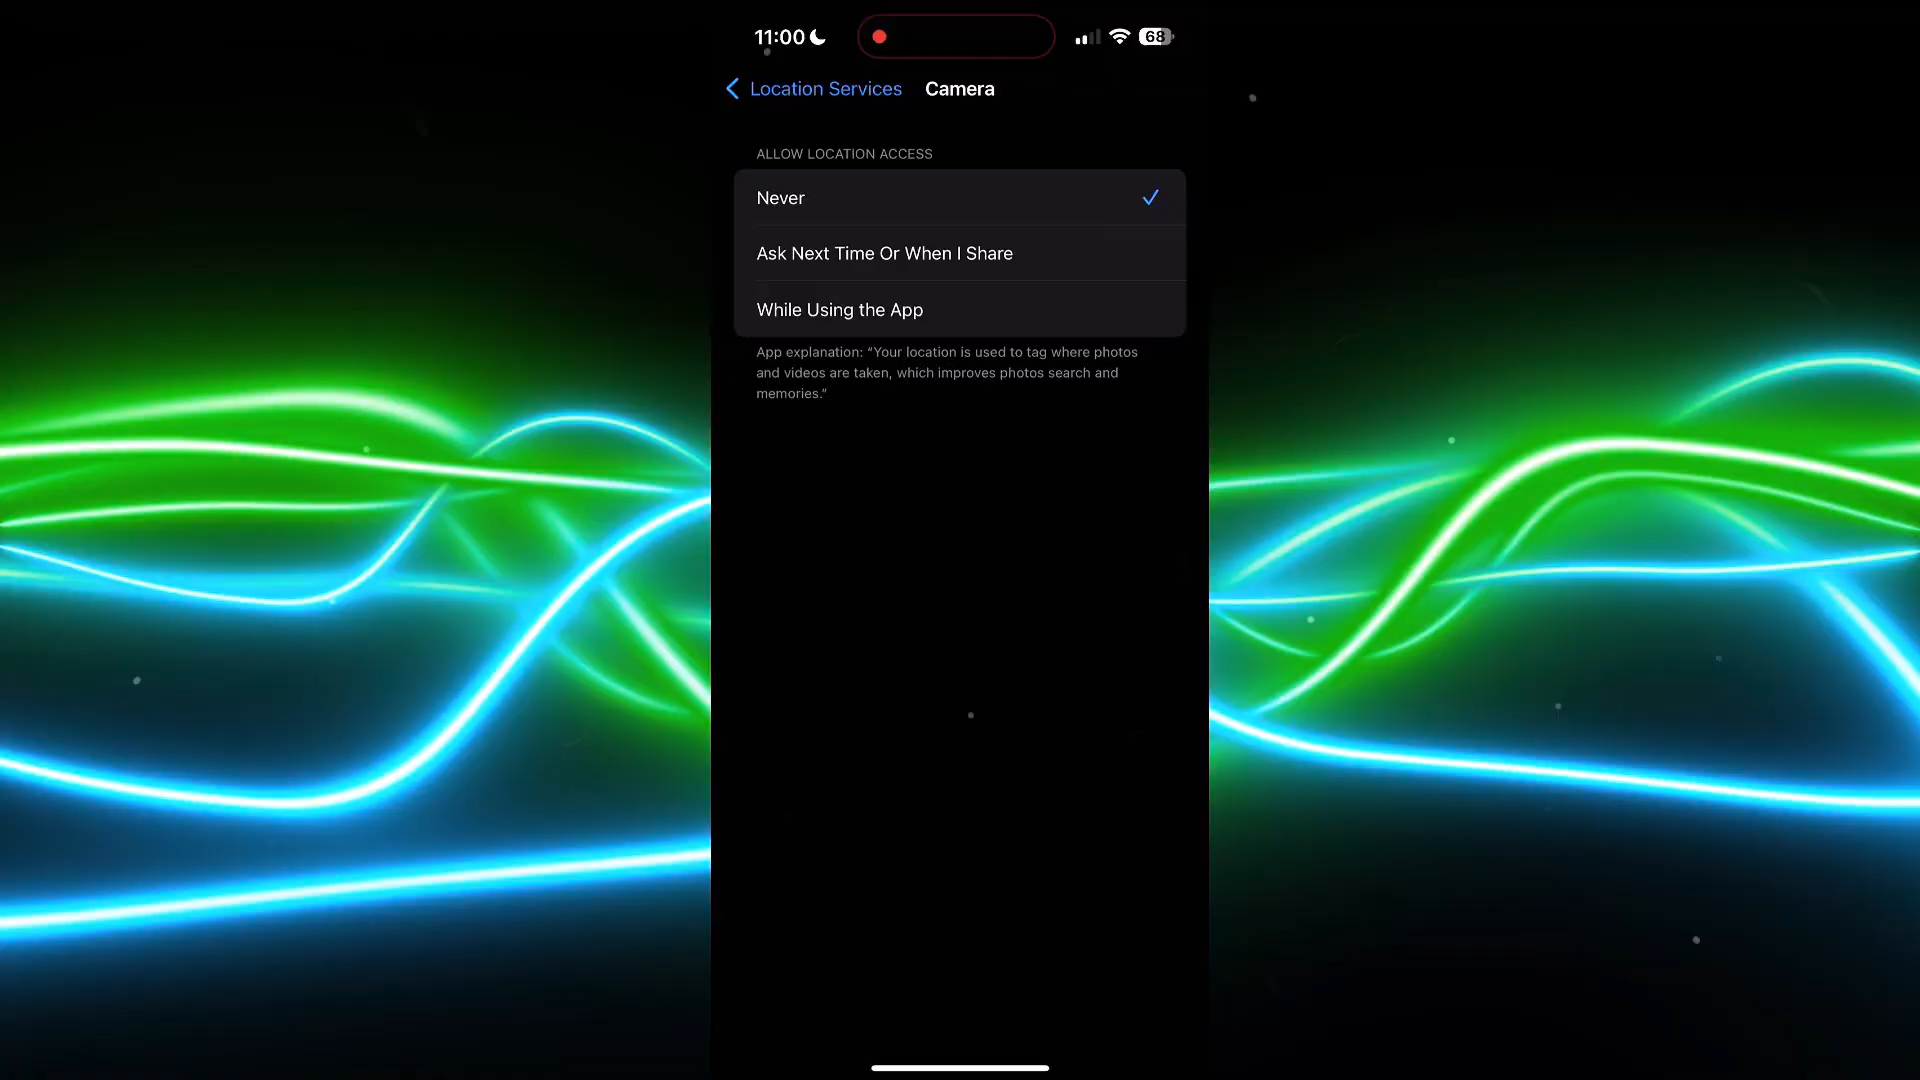 11:00
68
Location Services Camera
ALLOW LOCATION ACCESS
Never
Ask Next Time Or When I Share
While Using the App
App explanation: “Your location is used to tag where photos
and videos are taken, which improves photos search and
memories.”